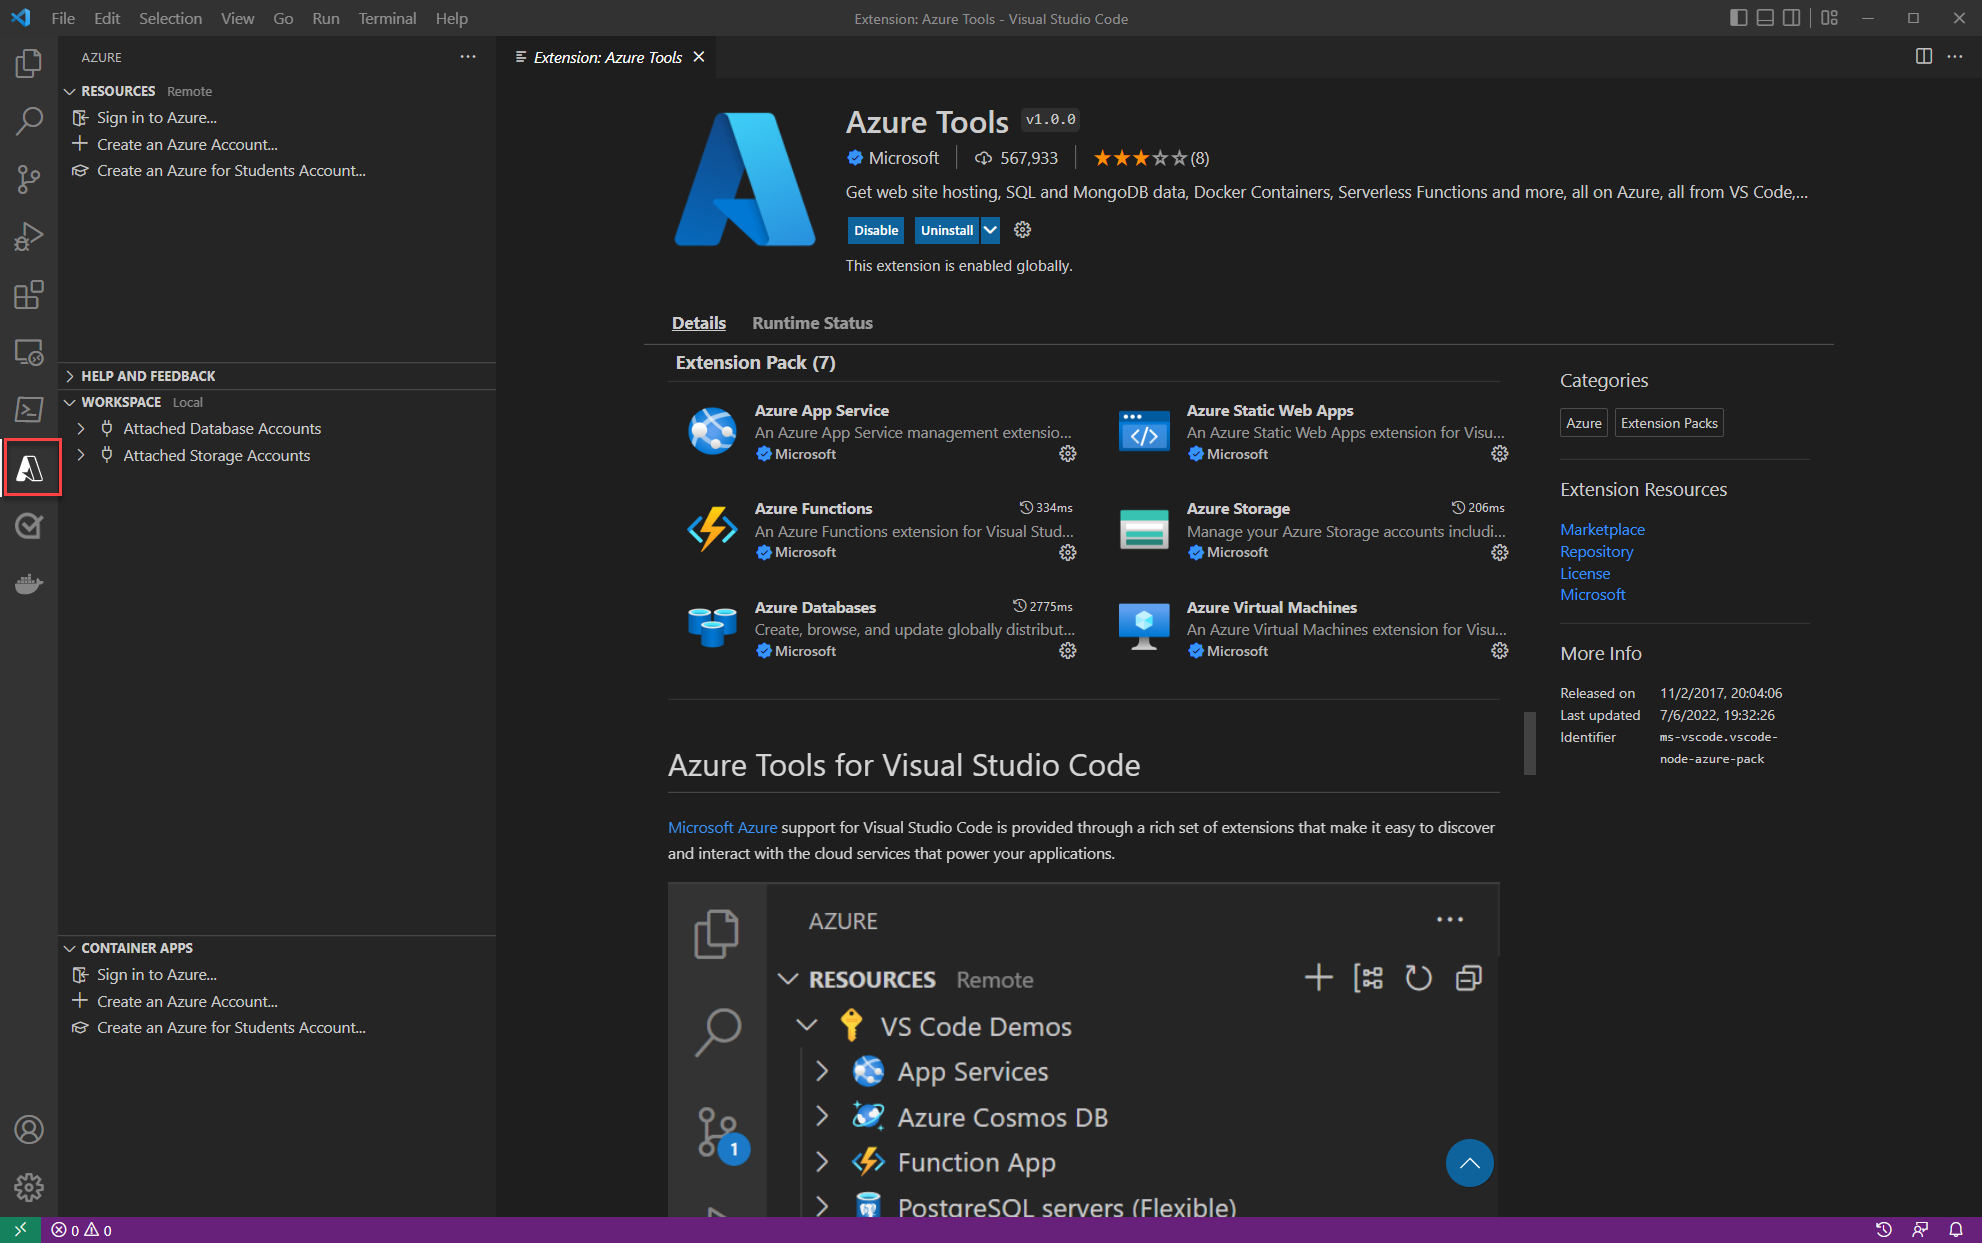 File Edit Selection View Go Run Terminal Help
Extension: Azure Tools - Visual Studio Code
AZURE
RESOURCES Remote
Sign in to Azure...
Create an Azure Account...
Create an Azure for Students Account...
HELP AND FEEDBACK
WORKSPACE Local
Attached Database Accounts
Attached Storage Accounts
CONTAINER APPS
Sign in to Azure...
Create an Azure Account...
Create an Azure for Students Account...
Extension: Azure Tools
Azure Tools v1.0.0
Microsoft 567,933 (8)
Get web site hosting, SQL and MongoDB data, Docker Containers, Serverless Functions and more, all on Azure, all from VS Code,...
Disable Uninstall
This extension is enabled globally.
Details Runtime Status
Extension Pack (7)
Azure App Service
An Azure App Service management extensio...
Microsoft
Azure Static Web Apps
An Azure Static Web Apps extension for Visu...
Microsoft
Azure Functions 334ms
An Azure Functions extension for Visual Stud...
Microsoft
Azure Storage 206ms
Manage your Azure Storage accounts includi...
Microsoft
Azure Databases 2775ms
Create, browse, and update globally distribut...
Microsoft
Azure Virtual Machines
An Azure Virtual Machines extension for Visu...
Microsoft
Azure Tools for Visual Studio Code
Microsoft Azure support for Visual Studio Code is provided through a rich set of extensions that make it easy to discover
and interact with the cloud services that power your applications.
AZURE
RESOURCES Remote
VS Code Demos
App Services
Azure Cosmos DB
1
Function App
PostgreSQL servers (Flexible)
Categories
Azure Extension Packs
Extension Resources
Marketplace
Repository
License
Microsoft
More Info
Released on 11/2/2017, 20:04:06
Last updated 7/6/2022, 19:32:26
Identifier ms-vscode.vscode-
node-azure-pack
0 0